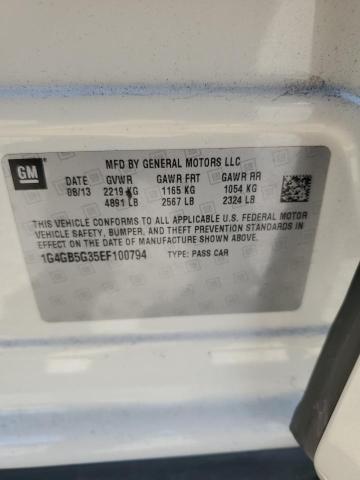 GM
MFD BY GENERAL MOTORS LLC
DATE GVWR GAWR FRT GAWR RR
08/13 2219 KG 1165 KG 1054 KG
4891 LB 2567 LB 2324 LB
THIS VEHICLE CONFORMS TO ALL APPLICABLE U.S. FEDERAL MOTOR
VEHICLE SAFETY, BUMPER, AND THEFT PREVENTION STANDARDS
IN EFFECT ON THE DATE OF MANUFACTURE SHOWN ABOVE.
1G4GB5G35EF100794 TYPE: PASS CAR